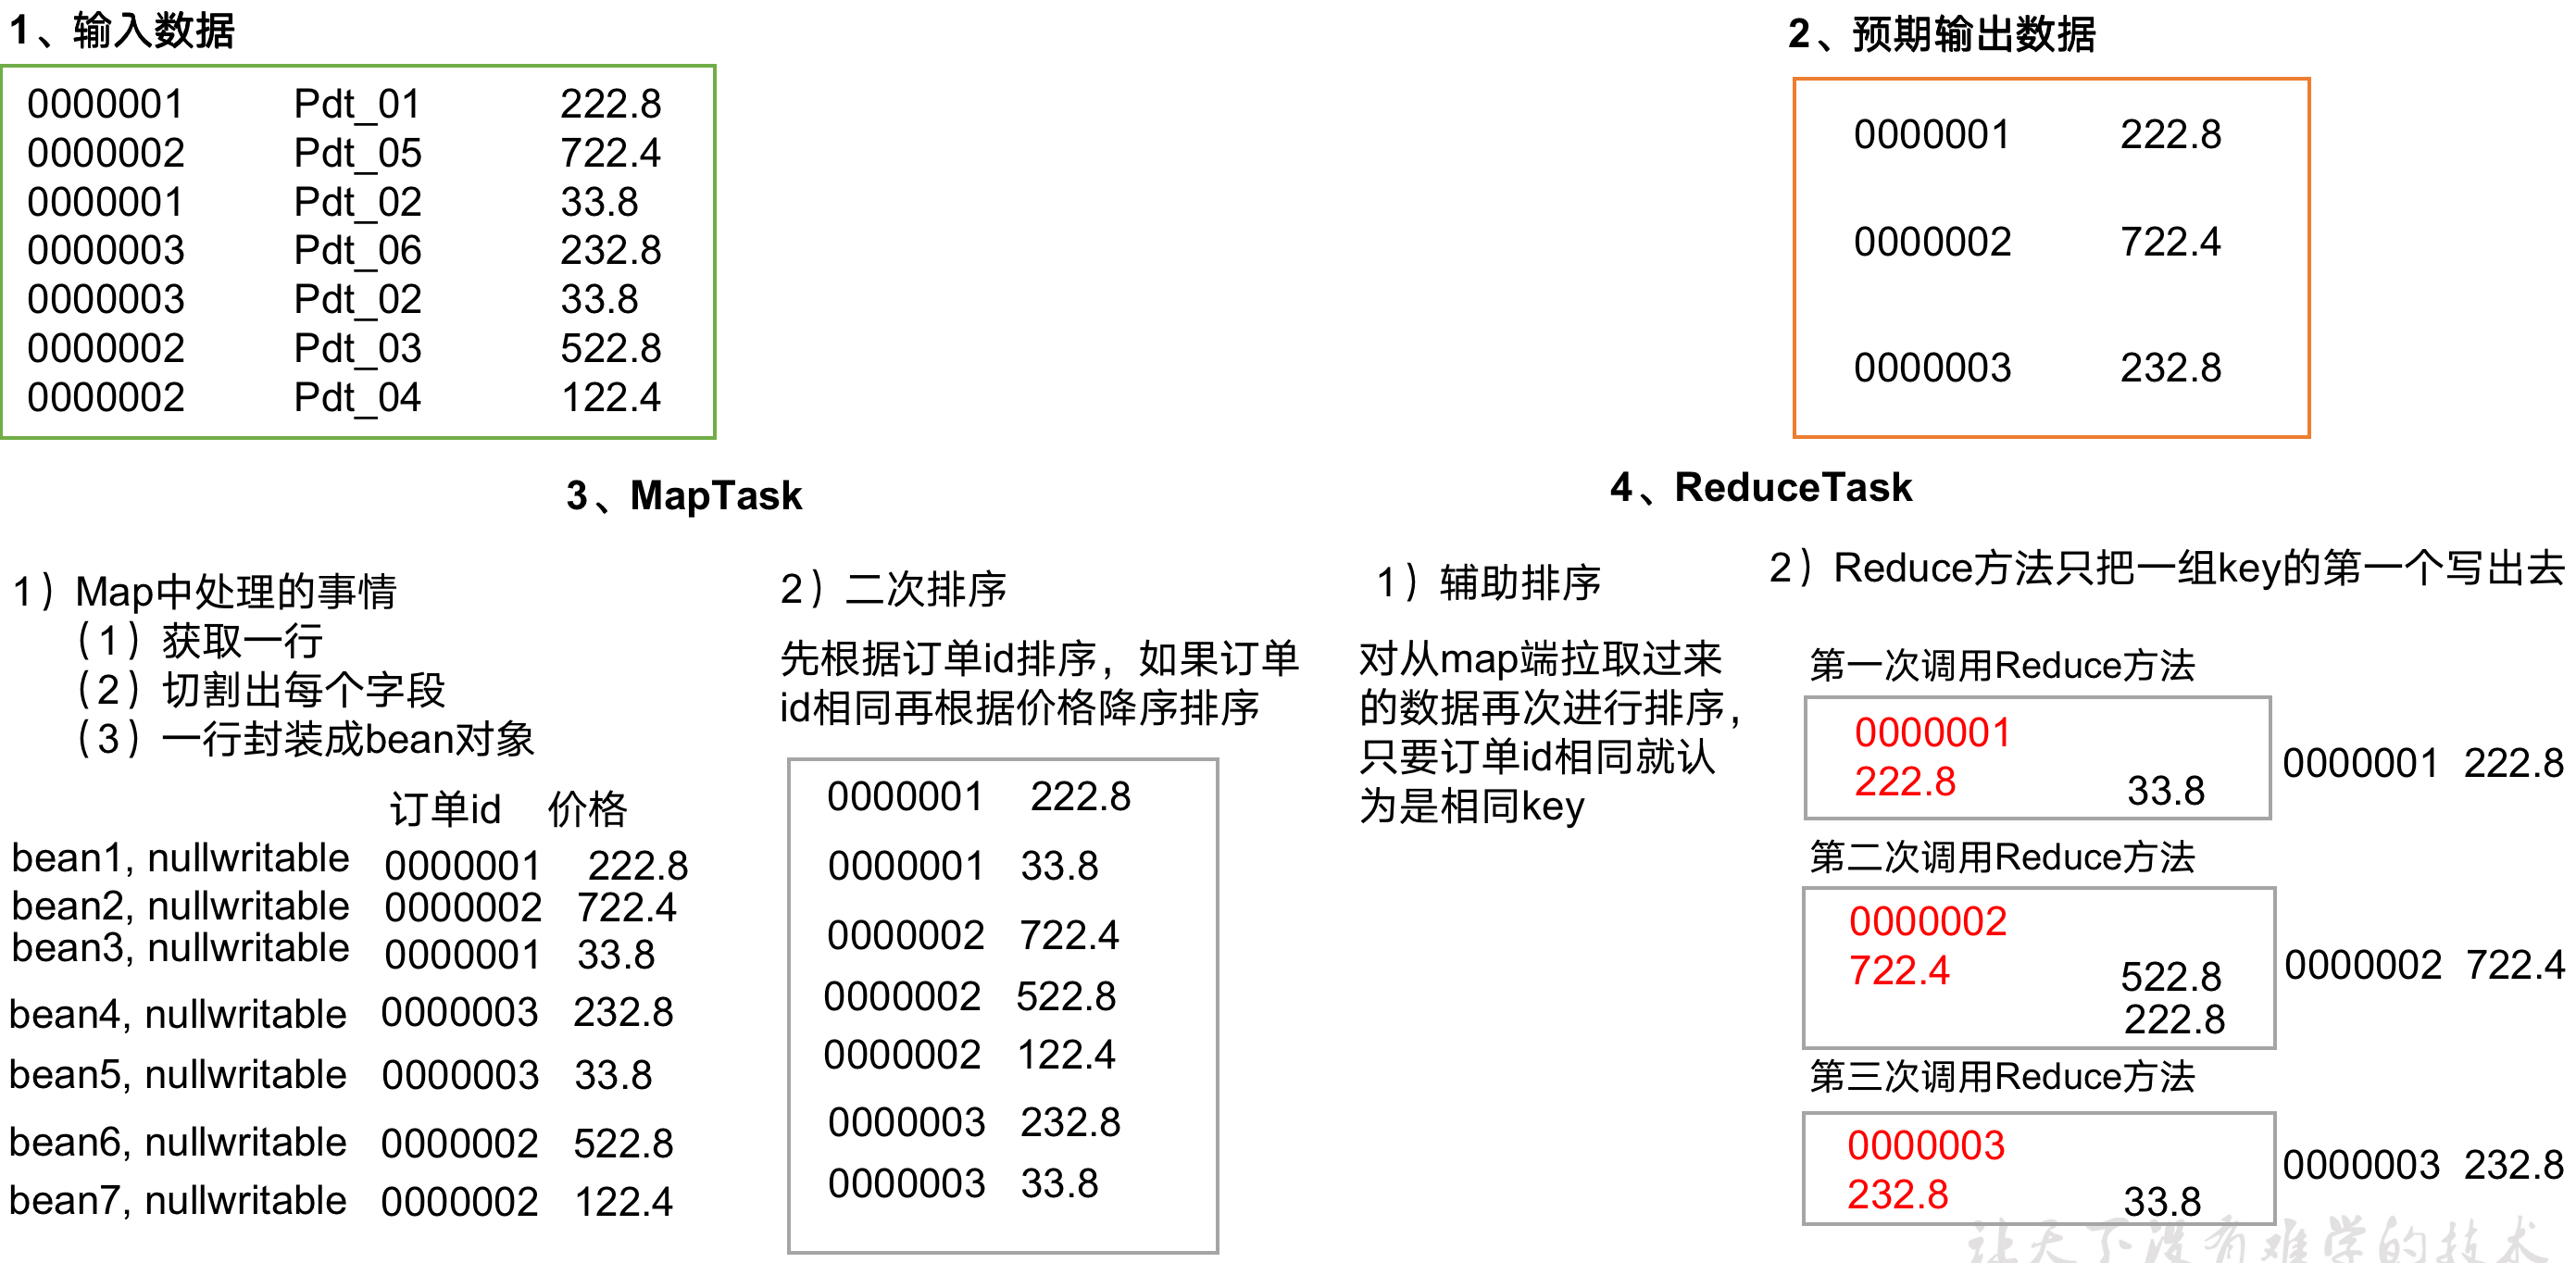 1、输入数据
0000001 Pdt_01 222.8
0000002 Pdt_05 722.4
0000001 Pdt_02 33.8
0000003 Pdt_06 232.8
0000003 Pdt_02 33.8
0000002 Pdt_03 522.8
0000002 Pdt_04 122.4
2、预期输出数据
0000001 222.8
0000002 722.4
0000003 232.8
3、MapTask
1）Map中处理的事情
（1）获取一行
（2）切割出每个字段
（3）一行封装成bean对象
订单id 价格
bean1, nullwritable 0000001 222.8
bean2, nullwritable 0000002 722.4
bean3, nullwritable 0000001 33.8
bean4, nullwritable 0000003 232.8
bean5, nullwritable 0000003 33.8
bean6, nullwritable 0000002 522.8
bean7, nullwritable 0000002 122.4
2）二次排序
先根据订单id排序，如果订单
id相同再根据价格降序排序
0000001 222.8
0000001 33.8
0000002 722.4
0000002 522.8
0000002 122.4
0000003 232.8
0000003 33.8
4、ReduceTask
1）辅助排序
对从map端拉取过来
的数据再次进行排序，
只要订单id相同就认
为是相同key
2）Reduce方法只把一组key的第一个写出去
第一次调用Reduce方法
0000001
222.8 33.8
0000001 222.8
第二次调用Reduce方法
0000002
722.4 522.8
222.8
0000002 722.4
第三次调用Reduce方法
0000003
232.8 33.8
0000003 232.8
让天下没有难学的技术